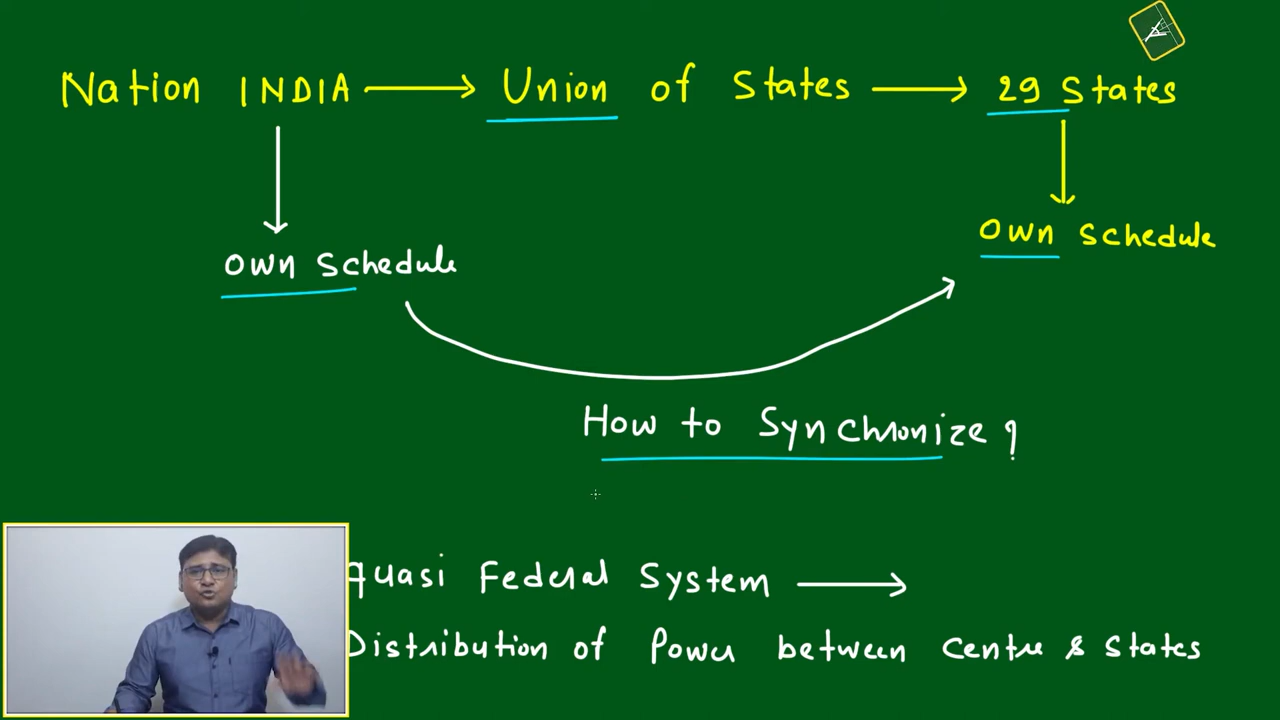 Nation INDIA → Union of States → 29 States
Own Schedule
Own Schedule
How to Synchronize?
quasi Federal System →
Distribution of Power between Centre & States